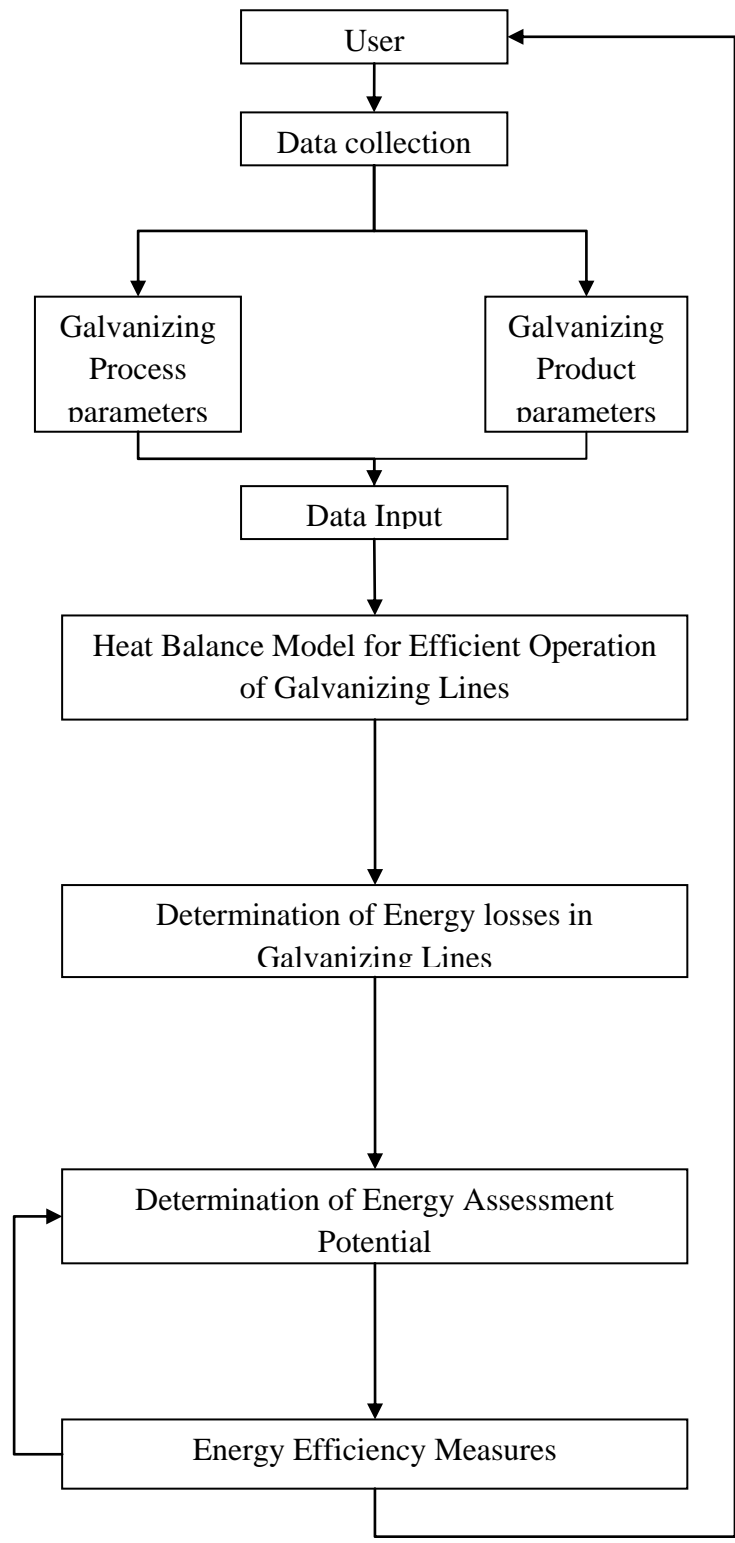 User
Data collection
Galvanizing
Process
parameters
Galvanizing
Product
parameters
Data Input
Heat Balance Model for Efficient Operation
of Galvanizing Lines
Determination of Energy losses in
Galvanizing Lines
Determination of Energy Assessment
Potential
Energy Efficiency Measures